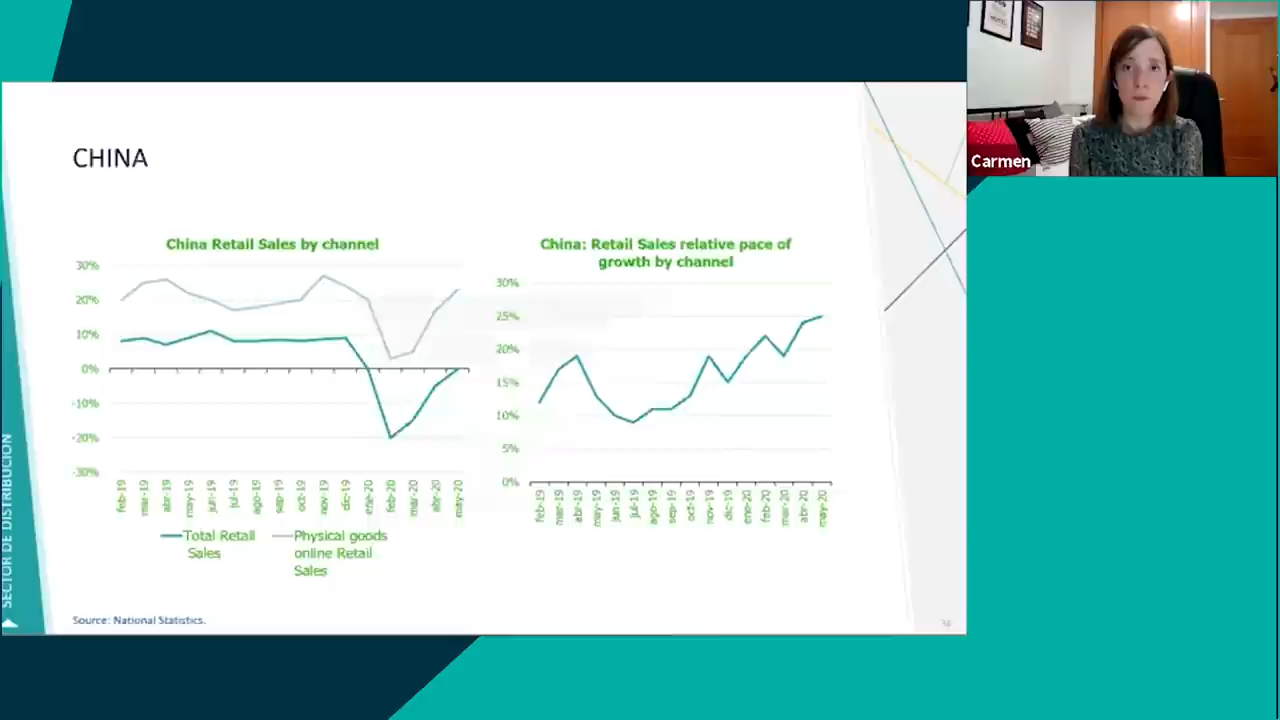 Carmen
CHINA
China Retail Sales by channel
30%
20%
10%
0%
-10%
-20%
-30%
feb-19 mar-19 abr-19 may-19 jun-19 jul-19 ago-19 sep-19 oct-19 nov-19 dic-19 ene-20 feb-20 mar-20 abr-20 may-20
Total Retail
Sales
Physical goods
online Retail
Sales
China: Retail Sales relative pace of
growth by channel
30%
25%
20%
15%
10%
5%
0%
feb-19 mar-19 abr-19 may-19 jun-19 jul-19 ago-19 sep-19 oct-19 nov-19 dic-19 ene-20 feb-20 mar-20 abr-20 may-20
SECTOR DE DISTRIBUCIÓN
Source: National Statistics.